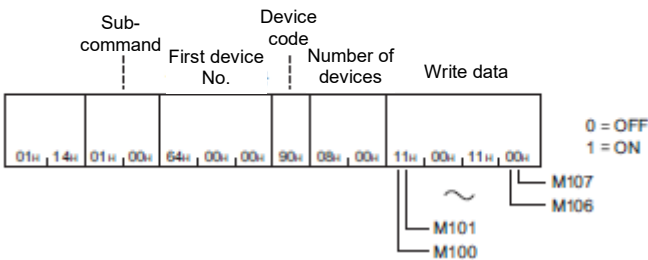 Sub-
command
First device
No.
Device
code
Number of
devices
Write data
01H 14H 01H 00H 64H 00H 00H 90H 08H 00H 11H 00H 11H 00H
0 = OFF
1 = ON
M107
M106
M101
M100